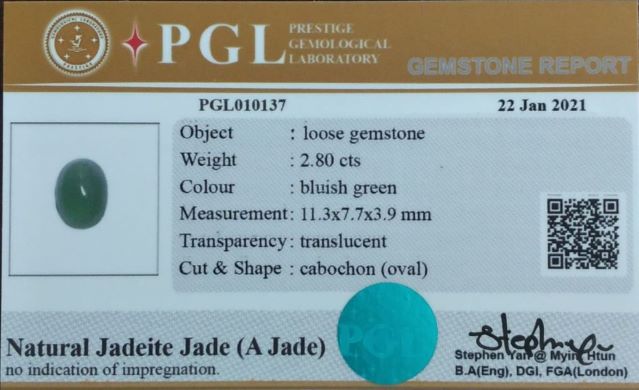 PGL PRESTIGE
GEMOLOGICAL
LABORATORY
GEMSTONE REPORT
PGL010137 22 Jan 2021
Object : loose gemstone
Weight : 2.80 cts
Colour : bluish green
Measurement : 11.3x7.7x3.9 mm
Transparency : translucent
Cut & Shape : cabochon (oval)
Natural Jadeite Jade (A Jade)
no indication of impregnation.
PGL
Stephen Yan @ Myint Htun
B.A(Eng), DGI, FGA(London)